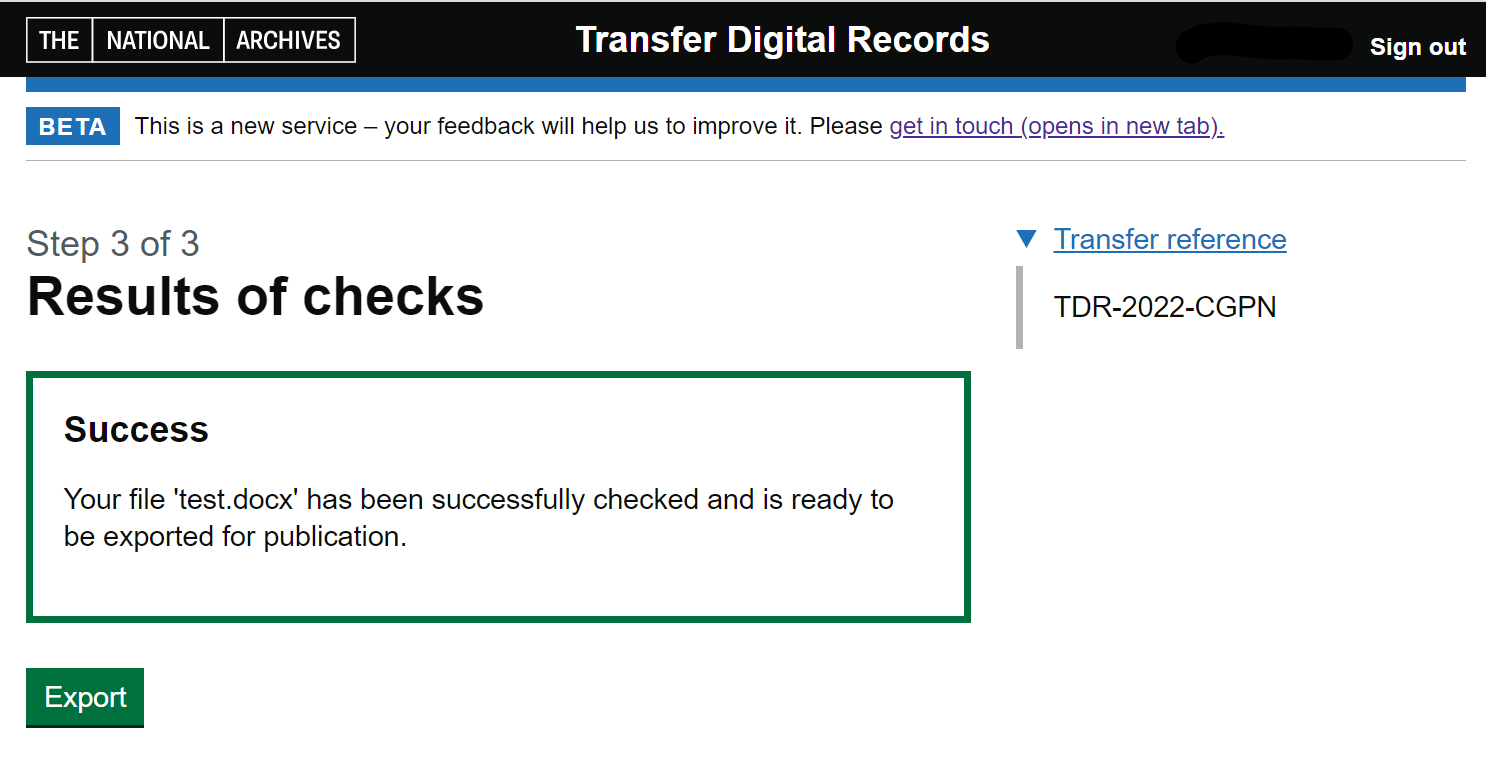 THE NATIONAL ARCHIVES
Transfer Digital Records
Sign out
BETA This is a new service – your feedback will help us to improve it. Please get in touch (opens in new tab).
Step 3 of 3
Results of checks
Transfer reference
TDR-2022-CGPN
Success
Your file 'test.docx' has been successfully checked and is ready to
be exported for publication.
Export